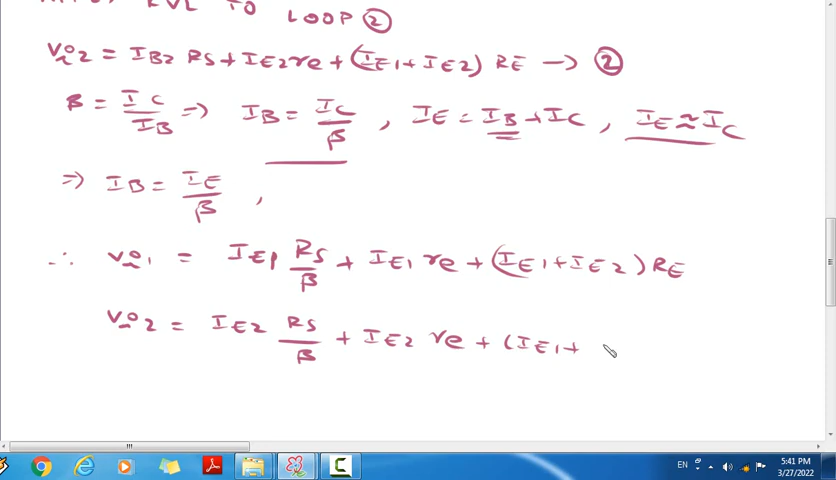 KVL TO LOOP ②
Vi2 = IB2 RS + IE2 re + (IE1 + IE2) RE → ②
β = IC/IB ⇒ IB = IC/β , IE = IB + IC , IE ≈ IC
⇒ IB = IE/β ,
∴ Vi1 = IE1 RS/β + IE1 re + (IE1 + IE2) RE
Vi2 = IE2 RS/β + IE2 re + (IE1 +
EN 5:41 PM
3/27/2022